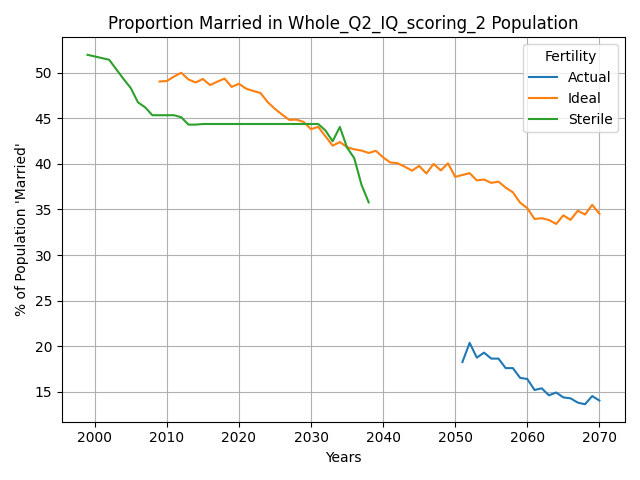 Proportion Married in Whole_Q2_IQ_scoring_2 Population
Fertility
Actual
Ideal
Sterile
% of Population 'Married'
50
45
40
35
30
25
20
15
2000 2010 2020 2030 2040 2050 2060 2070
Years